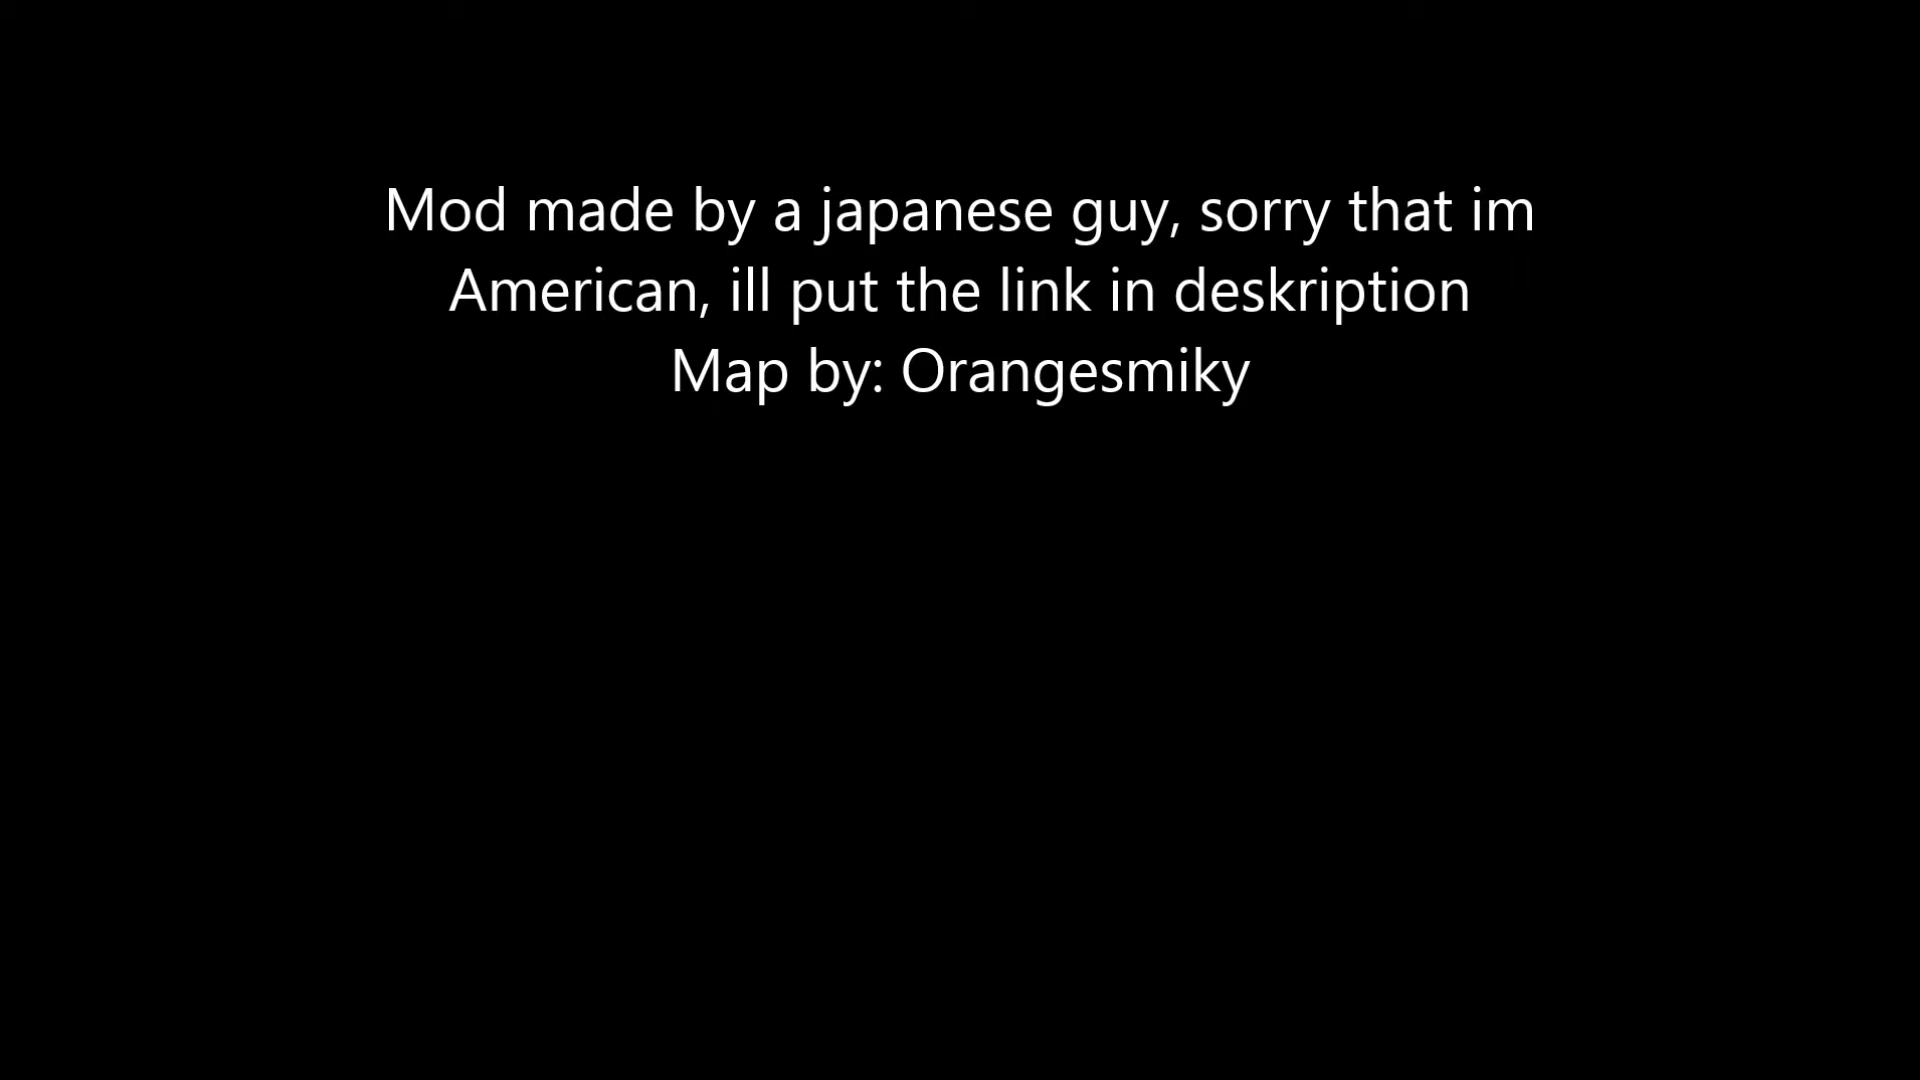 Mod made by a japanese guy, sorry that im
American, ill put the link in deskription
Map by: Orangesmiky